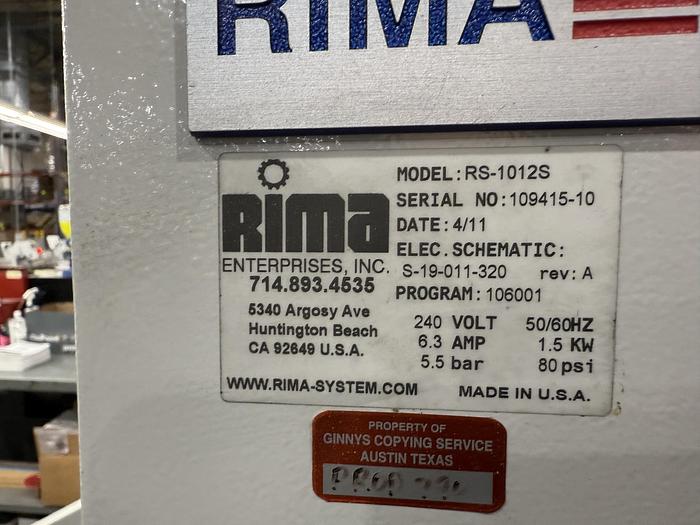 RIMA
RIMA
ENTERPRISES, INC.
714.893.4535
5340 Argosy Ave
Huntington Beach
CA 92649 U.S.A.
WWW.RIMA-SYSTEM.COM
MODEL: RS-1012S
SERIAL NO: 109415-10
DATE: 4/11
ELEC. SCHEMATIC:
S-19-011-320 rev: A
PROGRAM: 106001
240 VOLT 50/60HZ
6.3 AMP 1.5 KW
5.5 bar 80 psi
MADE IN U.S.A.
PROPERTY OF
GINNYS COPYING SERVICE
AUSTIN TEXAS